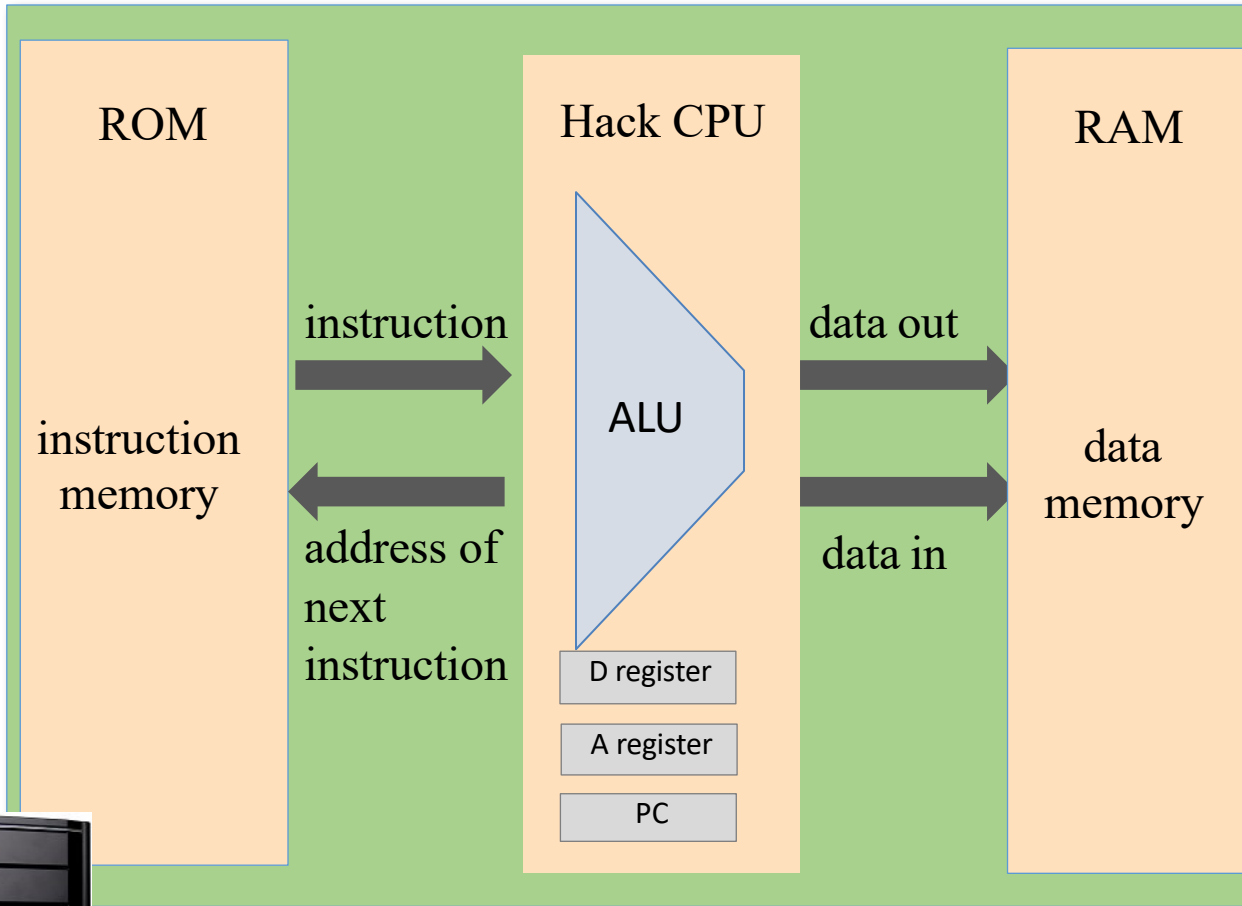 ROM
instruction
memory
instruction
address of
next
instruction
Hack CPU
ALU
D register
A register
PC
data out
data in
RAM
data
memory